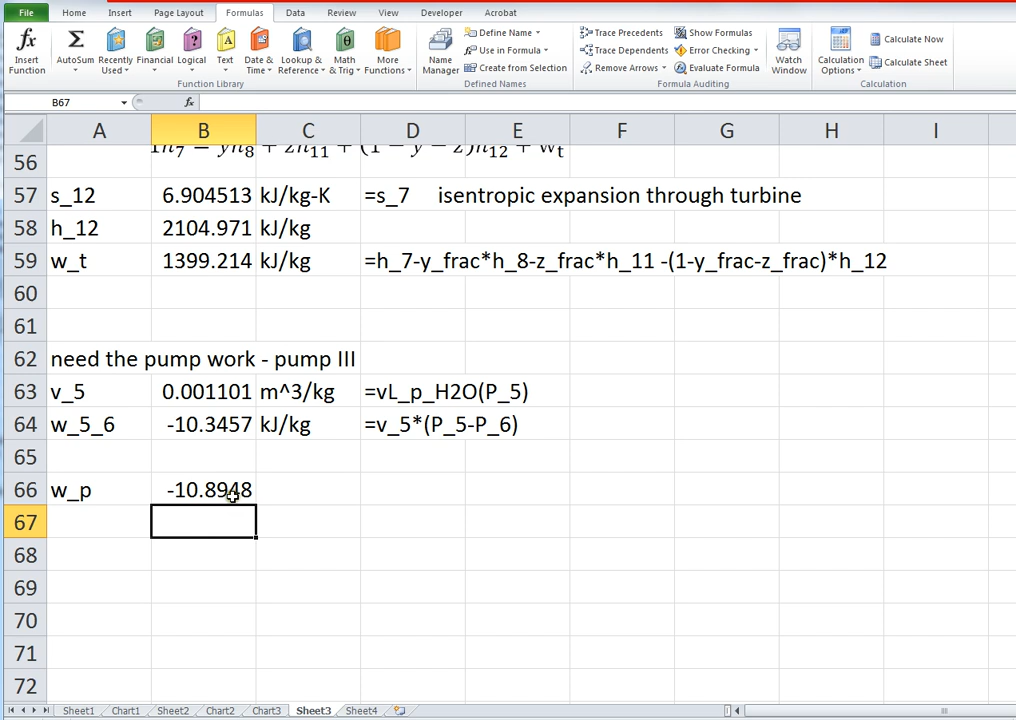 File Home Insert Page Layout Formulas Data Review View Developer Acrobat
fx Insert Function
Σ AutoSum
Recently Used
Financial
Logical
Text
Date & Time
Lookup & Reference
Math & Trig
More Functions
Function Library
Name Manager
Define Name
Use in Formula
Create from Selection
Defined Names
Trace Precedents
Trace Dependents
Remove Arrows
Show Formulas
Error Checking
Evaluate Formula
Formula Auditing
Watch Window
Calculation Options
Calculate Now
Calculate Sheet
Calculation
B67 fx
A B C D E F G H I
56 1h_7 = yh_8 + zh_11 + (1 − y − z)h_12 + w_t
57 s_12 6.904513 kJ/kg-K =s_7 isentropic expansion through turbine
58 h_12 2104.971 kJ/kg
59 w_t 1399.214 kJ/kg =h_7-y_frac*h_8-z_frac*h_11 -(1-y_frac-z_frac)*h_12
60
61
62 need the pump work - pump III
63 v_5 0.001101 m^3/kg =vL_p_H2O(P_5)
64 w_5_6 -10.3457 kJ/kg =v_5*(P_5-P_6)
65
66 w_p -10.8948
67
68
69
70
71
72
Sheet1 Chart1 Sheet2 Chart2 Chart3 Sheet3 Sheet4